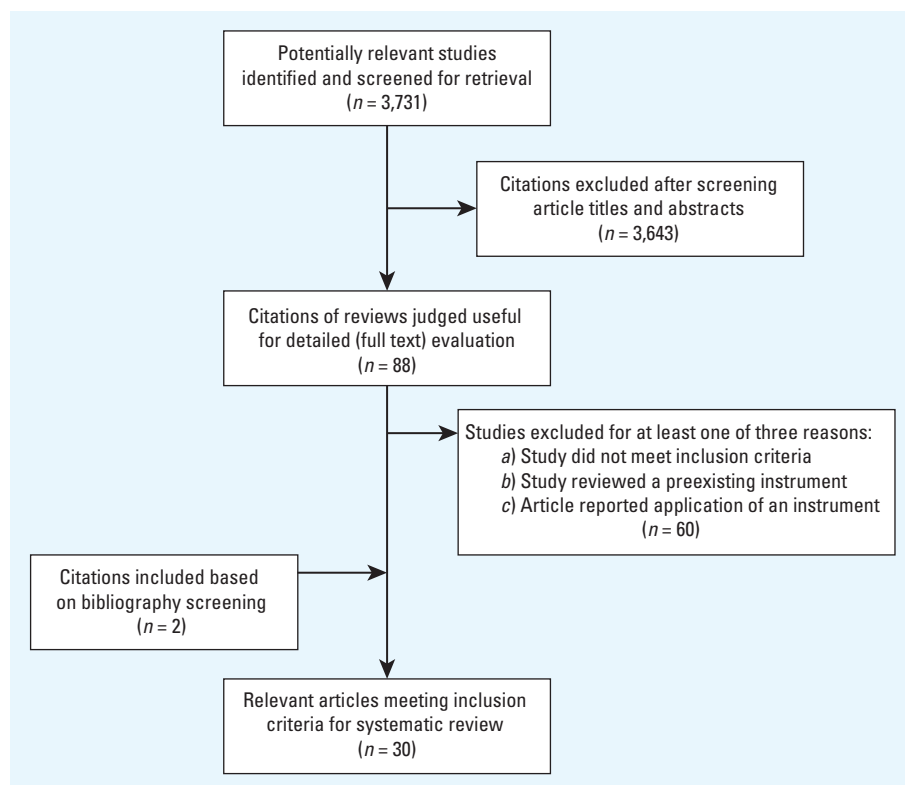 Potentially relevant studies
identified and screened for retrieval
(n = 3,731)
Citations excluded after screening
article titles and abstracts
(n = 3,643)
Citations of reviews judged useful
for detailed (full text) evaluation
(n = 88)
Studies excluded for at least one of three reasons:
a) Study did not meet inclusion criteria
b) Study reviewed a preexisting instrument
c) Article reported application of an instrument
(n = 60)
Citations included based
on bibliography screening
(n = 2)
Relevant articles meeting inclusion
criteria for systematic review
(n = 30)